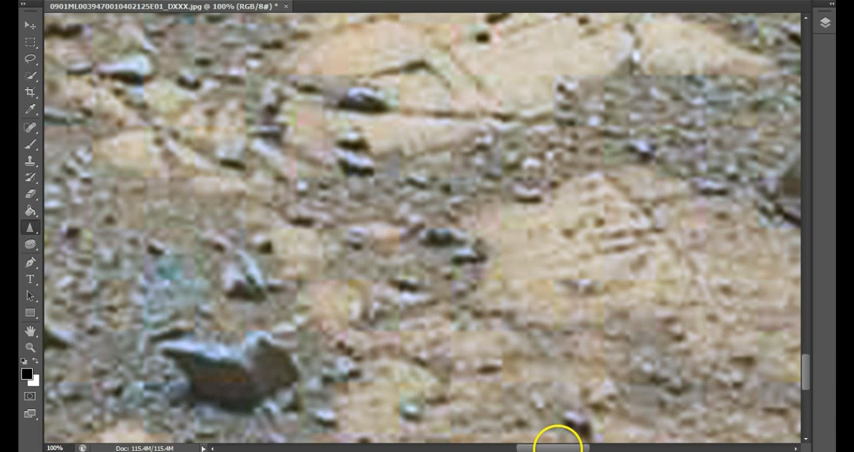 0901ML0039470010402125E01_DXXX.jpg @ 100% (RGB/8#) * ×
T
100%
Doc: 115.4M/115.4M